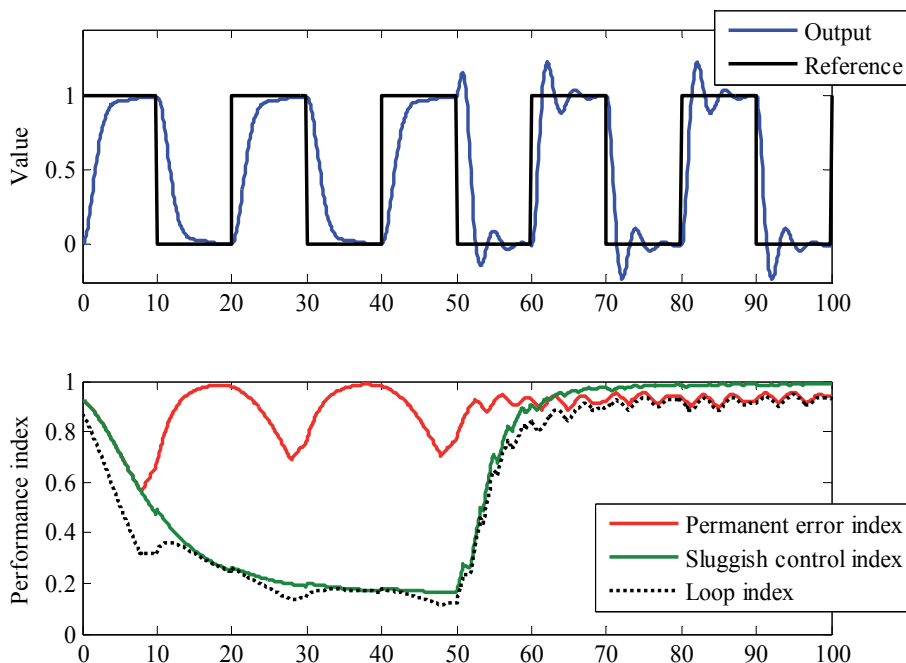 Output
Reference
Value
1
0.5
0
0 10 20 30 40 50 60 70 80 90 100
Performance index
1
0.8
0.6
0.4
0.2
0
Permanent error index
Sluggish control index
Loop index
0 10 20 30 40 50 60 70 80 90 100